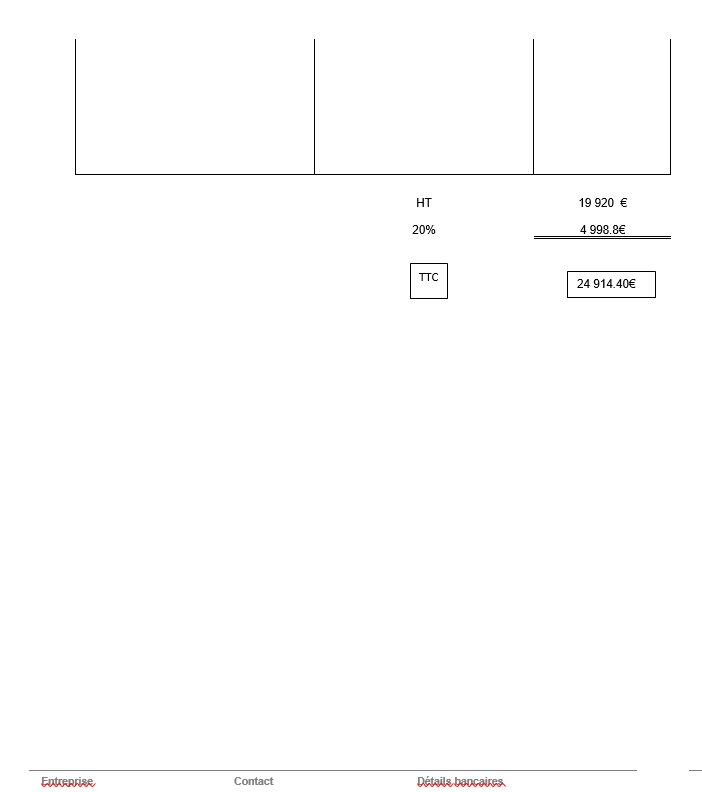 HT 19 920 €
20% 4 998.8€
TTC 24 914.40€
Entreprise Contact Détails bancaires